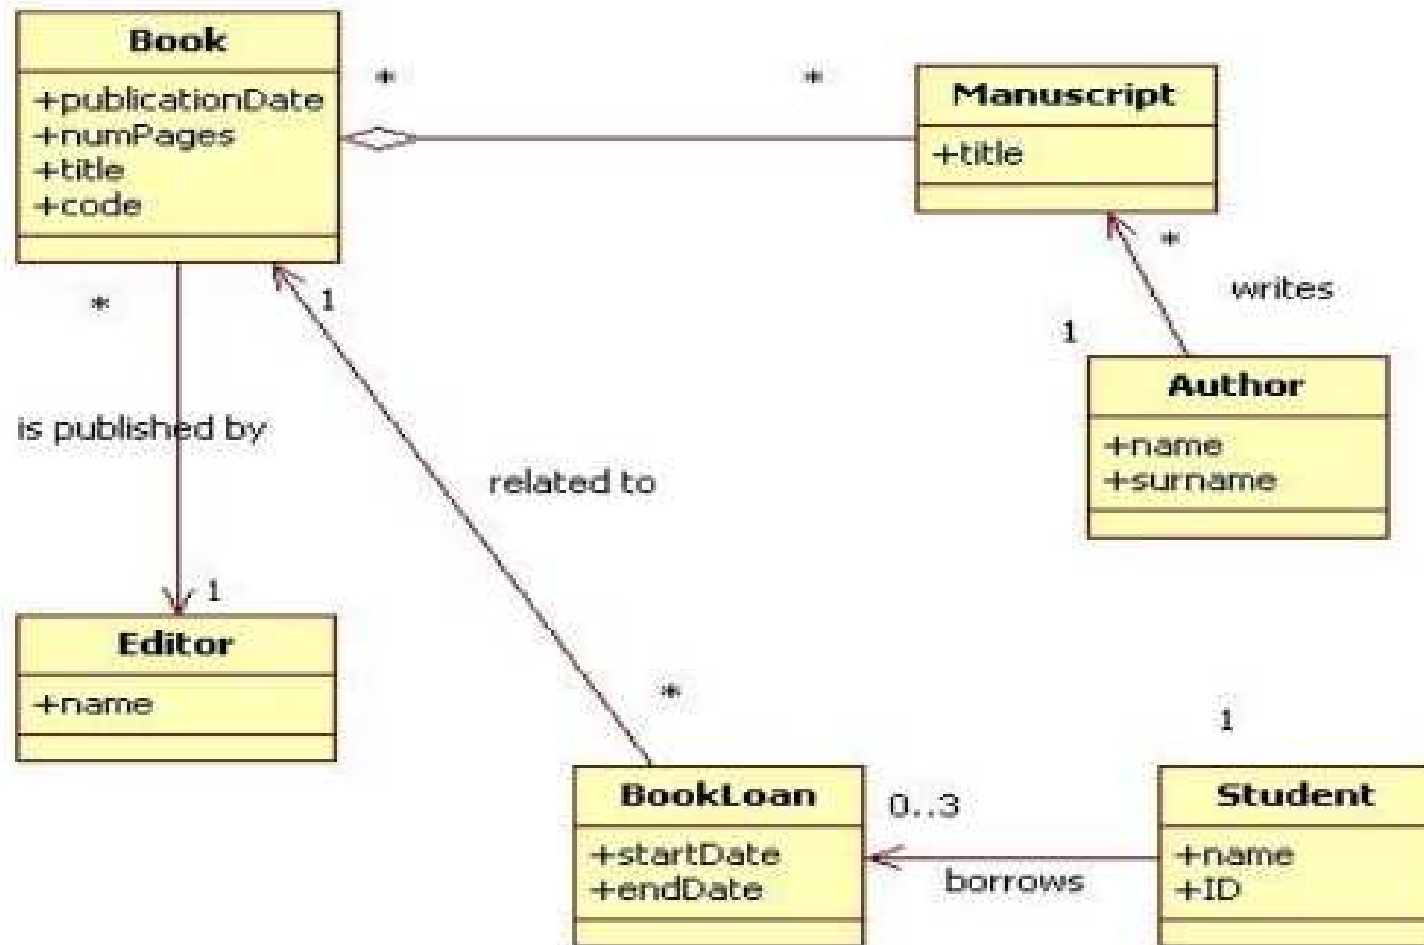 Book
+publicationDate
+numPages
+title
+code
*
*
Manuscript
+title
*
writes
1
Author
+name
+surname
*
1
is published by
related to
1
Editor
+name
*
BookLoan
+startDate
+endDate
0..3
borrows
1
Student
+name
+ID